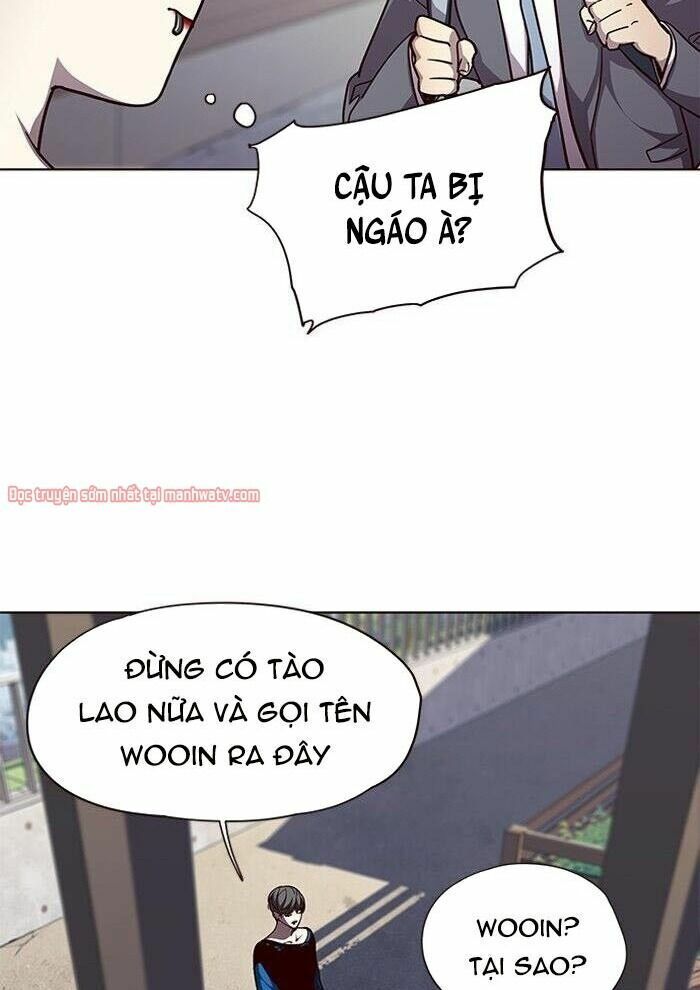 CẬU TA BỊ
NGÁO À?
Đọc truyện sớm nhất tại manhwatv.com
ĐỪNG CÓ TÀO
LAO NỮA VÀ GỌI TÊN
WOOIN RA ĐÂY
WOOIN?
TẠI SAO?